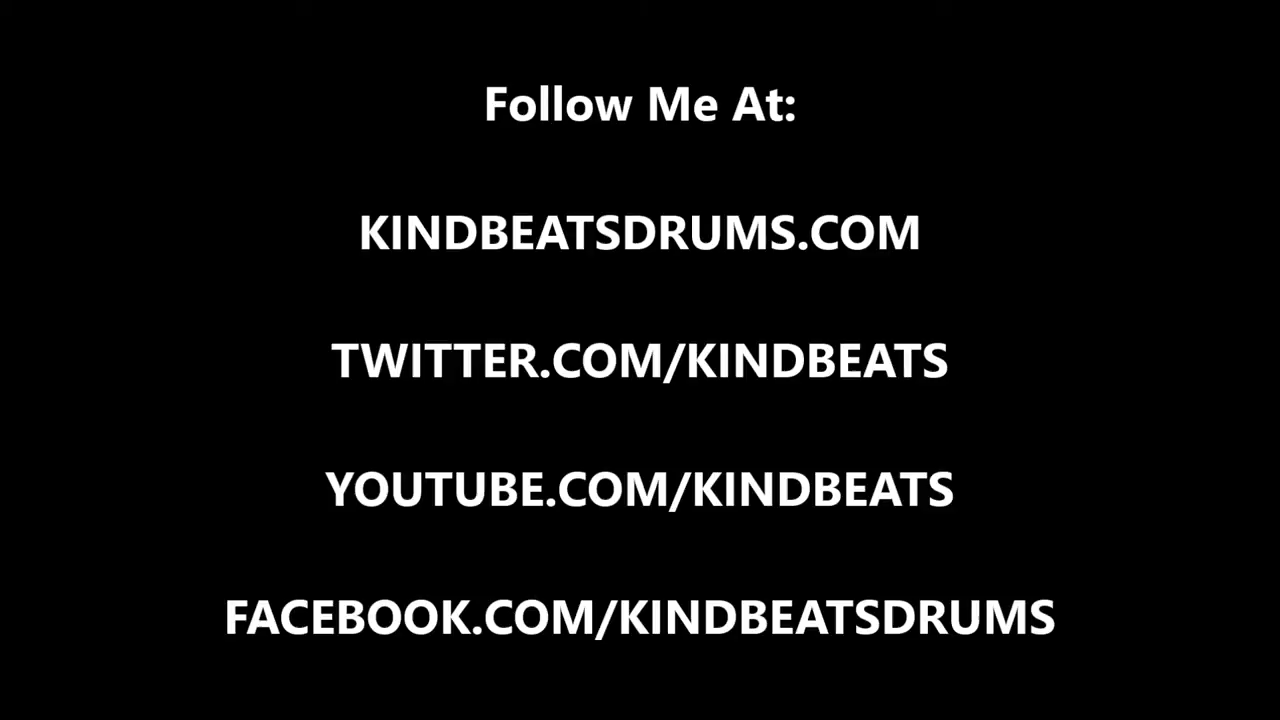 Follow Me At:
KINDBEATSDRUMS.COM
TWITTER.COM/KINDBEATS
YOUTUBE.COM/KINDBEATS
FACEBOOK.COM/KINDBEATSDRUMS